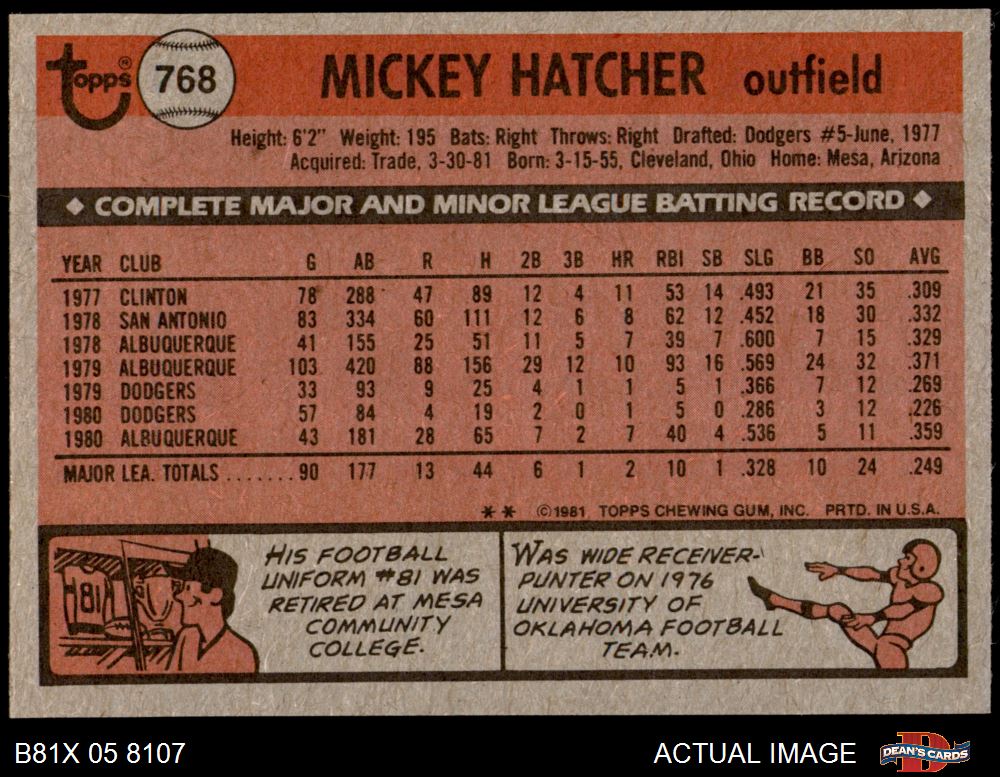 topps®
768
MICKEY HATCHER outfield
Height: 6'2" Weight: 195 Bats: Right Throws: Right Drafted: Dodgers #5-June, 1977
Acquired: Trade, 3-30-81 Born: 3-15-55, Cleveland, Ohio Home: Mesa, Arizona
◆ COMPLETE MAJOR AND MINOR LEAGUE BATTING RECORD ◆
YEAR CLUB G AB R H 2B 3B HR RBI SB SLG BB SO AVG
1977 CLINTON 78 288 47 89 12 4 11 53 14 .493 21 35 .309
1978 SAN ANTONIO 83 334 60 111 12 6 8 62 12 .452 18 30 .332
1978 ALBUQUERQUE 41 155 25 51 11 5 7 39 7 .600 7 15 .329
1979 ALBUQUERQUE 103 420 88 156 29 12 10 93 16 .569 24 32 .371
1979 DODGERS 33 93 9 25 4 1 1 5 1 .366 7 12 .269
1980 DODGERS 57 84 4 19 2 0 1 5 0 .286 3 12 .226
1980 ALBUQUERQUE 43 181 28 65 7 2 7 40 4 .536 5 11 .359
MAJOR LEA. TOTALS ....... 90 177 13 44 6 1 2 10 1 .328 10 24 .249
** ©1981 TOPPS CHEWING GUM, INC. PRTD. IN U.S.A.
81
HIS FOOTBALL
UNIFORM #81 WAS
RETIRED AT MESA
COMMUNITY
COLLEGE.
WAS WIDE RECEIVER-
PUNTER ON 1976
UNIVERSITY OF
OKLAHOMA FOOTBALL
TEAM.
B81X 05 8107
ACTUAL IMAGE
DEAN'S CARDS